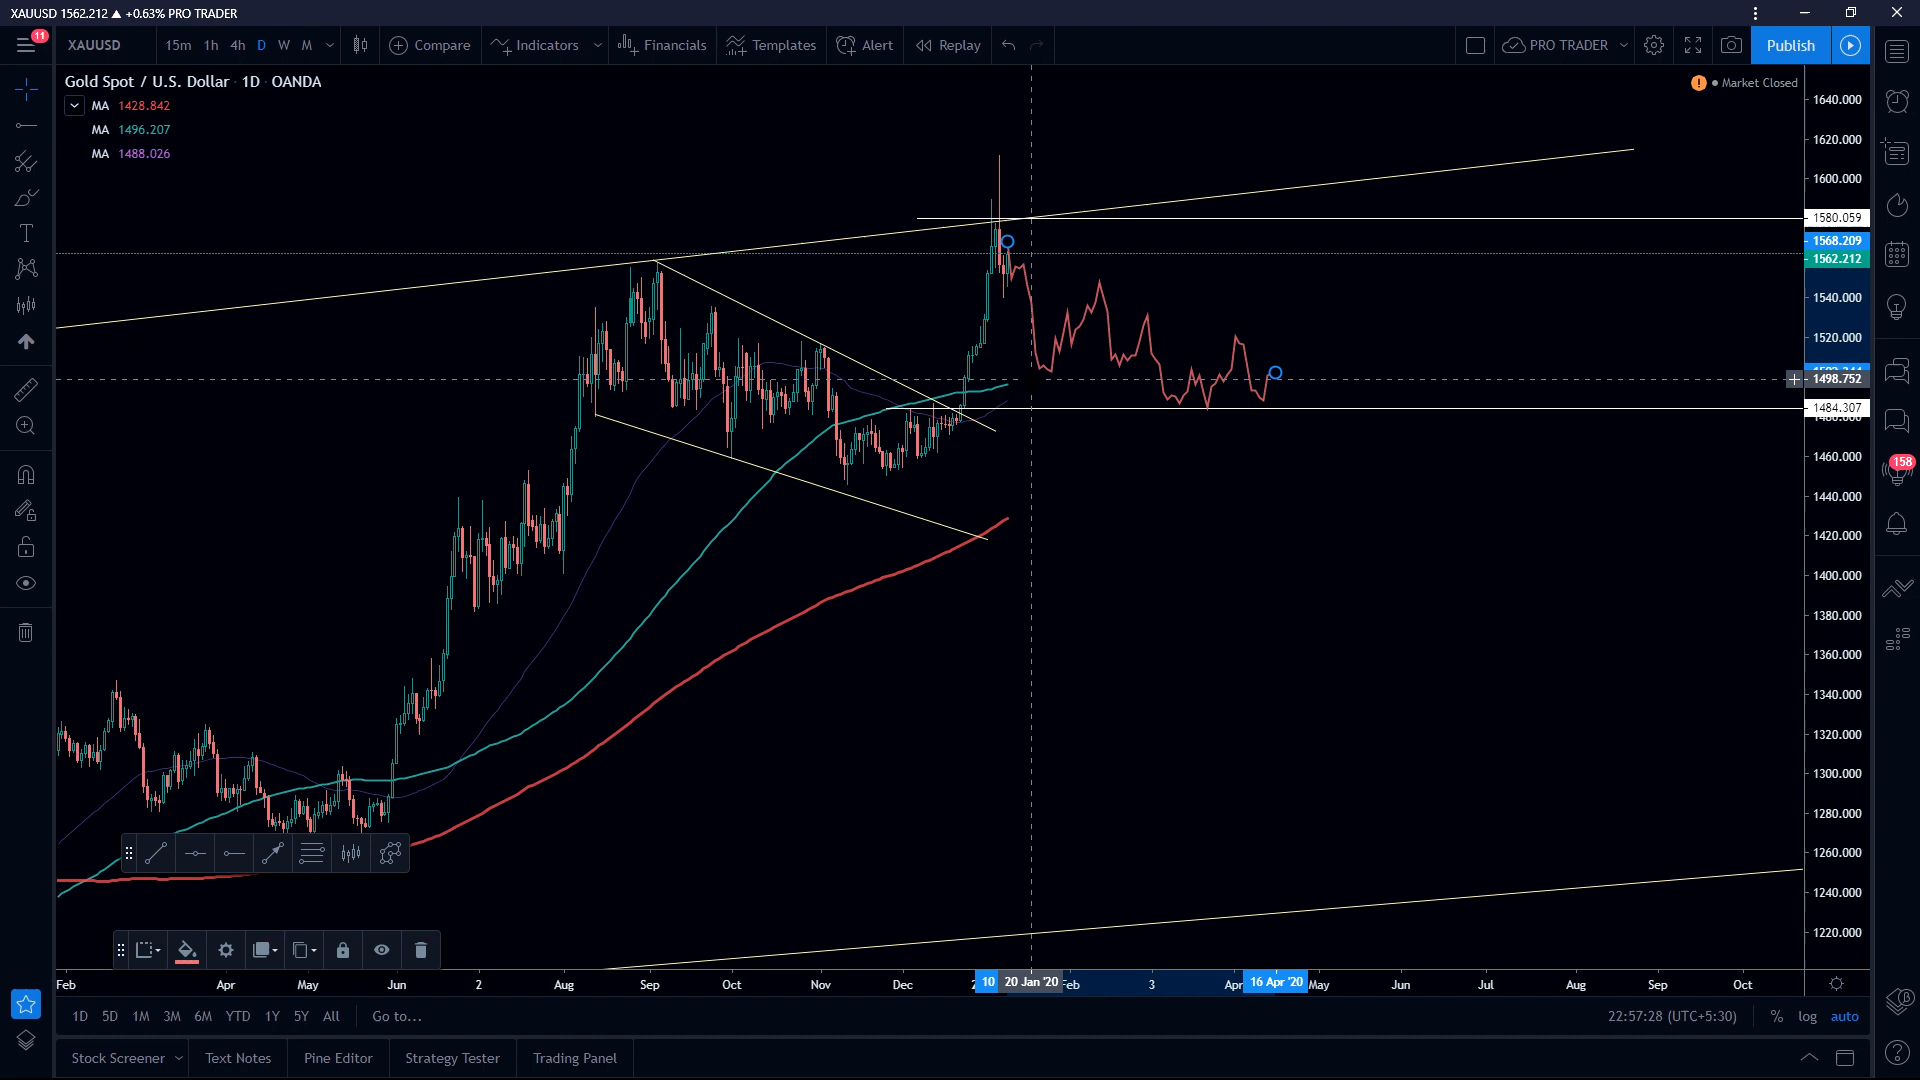 XAUUSD 1562.212 ▲ +0.63% PRO TRADER
11
XAUUSD 15m 1h 4h D W M Compare Indicators Financials Templates Alert Replay PRO TRADER Publish
Gold Spot / U.S. Dollar · 1D · OANDA
Market Closed
MA 1428.842
MA 1496.207
MA 1488.026
1640.000
1620.000
1600.000
1580.059
1568.209
1562.212
1540.000
1520.000
1498.752
1484.307
1460.000
1440.000
1420.000
1400.000
1380.000
1360.000
1340.000
1320.000
1300.000
1280.000
1260.000
1240.000
1220.000
158
Feb Apr May Jun 2 Aug Sep Oct Nov Dec 10 20 Jan '20 Feb 3 Apr 16 Apr '20 May Jun Jul Aug Sep Oct
1D 5D 1M 3M 6M YTD 1Y 5Y All Go to... 22:57:28 (UTC+5:30) % log auto
Stock Screener Text Notes Pine Editor Strategy Tester Trading Panel